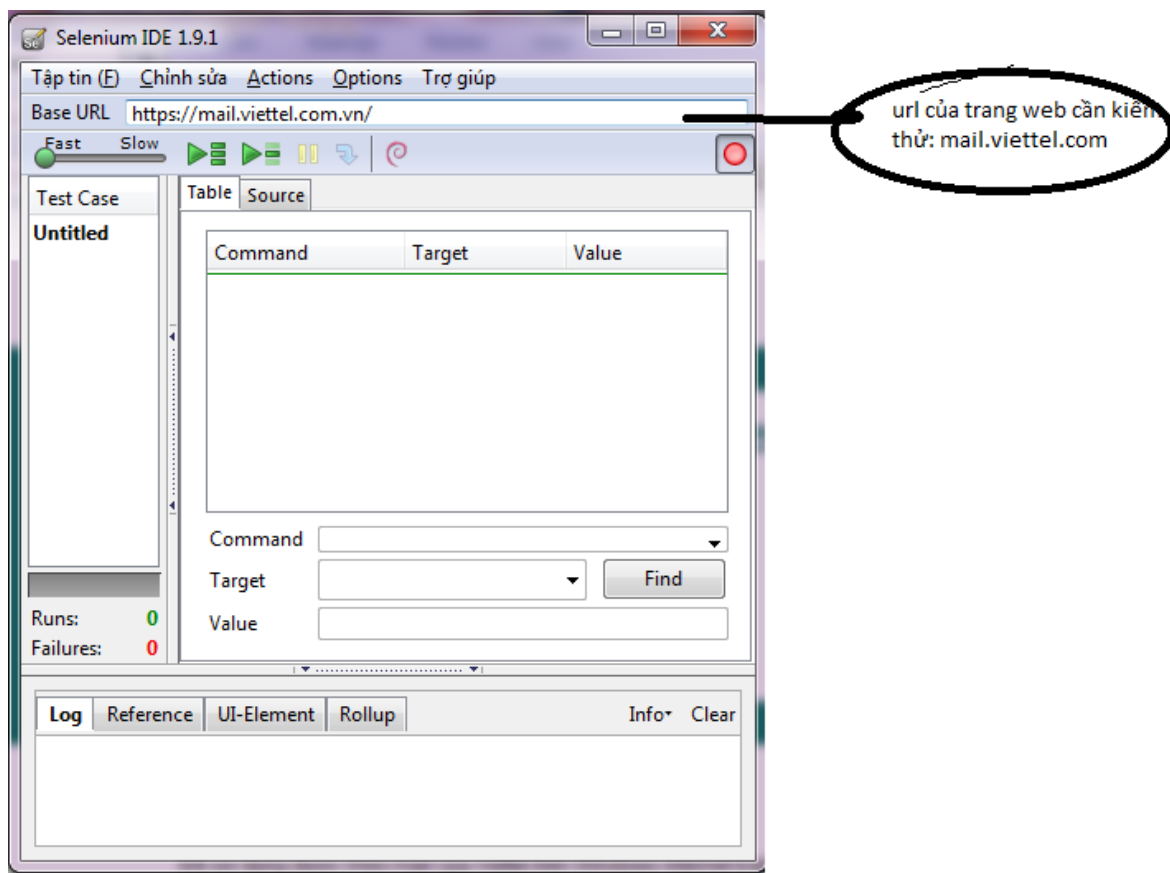 Selenium IDE 1.9.1
Tập tin (F) Chỉnh sửa Actions Options Trợ giúp
Base URL https://mail.viettel.com.vn/
Fast Slow
Test Case
Untitled
Table Source
Command Target Value
Command
Target Find
Value
Runs: 0
Failures: 0
Log Reference UI-Element Rollup Info Clear
url của trang web cần kiểm
thử: mail.viettel.com